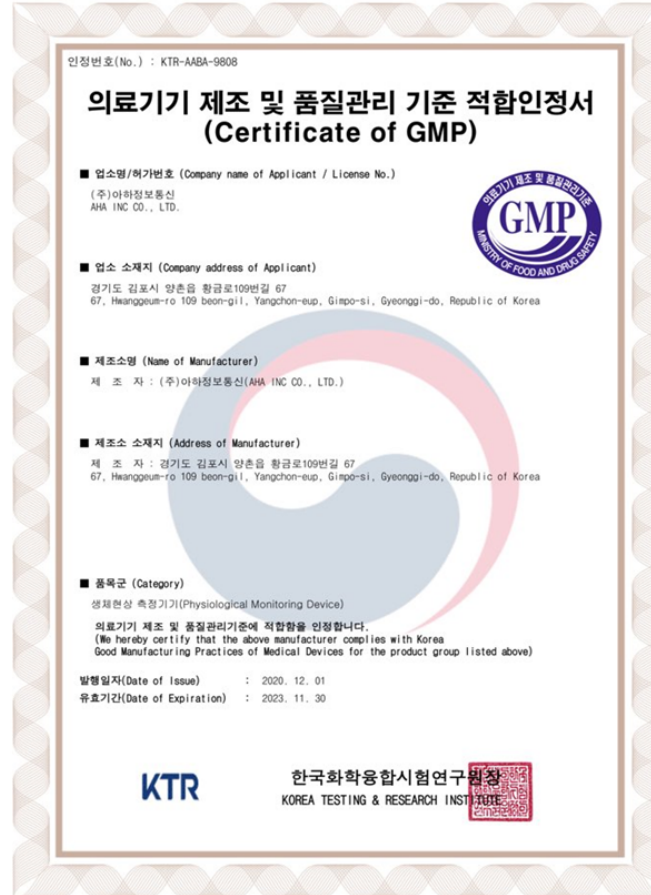 인정번호(No.) : KTR-AABA-9808
의료기기 제조 및 품질관리 기준 적합인정서
(Certificate of GMP)
■ 업소명/허가번호 (Company name of Applicant / License No.)
(주)아하정보통신
AHA INC CO., LTD.
의료기기 제조 및 품질관리기준
GMP
MINISTRY OF FOOD AND DRUG SAFETY
■ 업소 소재지 (Company address of Applicant)
경기도 김포시 양촌읍 황금로109번길 67
67, Hwanggeum-ro 109 beon-gil, Yangchon-eup, Gimpo-si, Gyeonggi-do, Republic of Korea
■ 제조소명 (Name of Manufacturer)
제 조 자 : (주)아하정보통신(AHA INC CO., LTD.)
■ 제조소 소재지 (Address of Manufacturer)
제 조 자 : 경기도 김포시 양촌읍 황금로109번길 67
67, Hwanggeum-ro 109 beon-gil, Yangchon-eup, Gimpo-si, Gyeonggi-do, Republic of Korea
■ 품목군 (Category)
생체현상 측정기기(Physiological Monitoring Device)
의료기기 제조 및 품질관리기준에 적합함을 인정합니다.
(We hereby certify that the above manufacturer complies with Korea
Good Manufacturing Practices of Medical Devices for the product group listed above)
발행일자(Date of Issue) : 2020. 12. 01
유효기간(Date of Expiration) : 2023. 11. 30
KTR
한국화학융합시험연구원장
KOREA TESTING & RESEARCH INSTITUTE